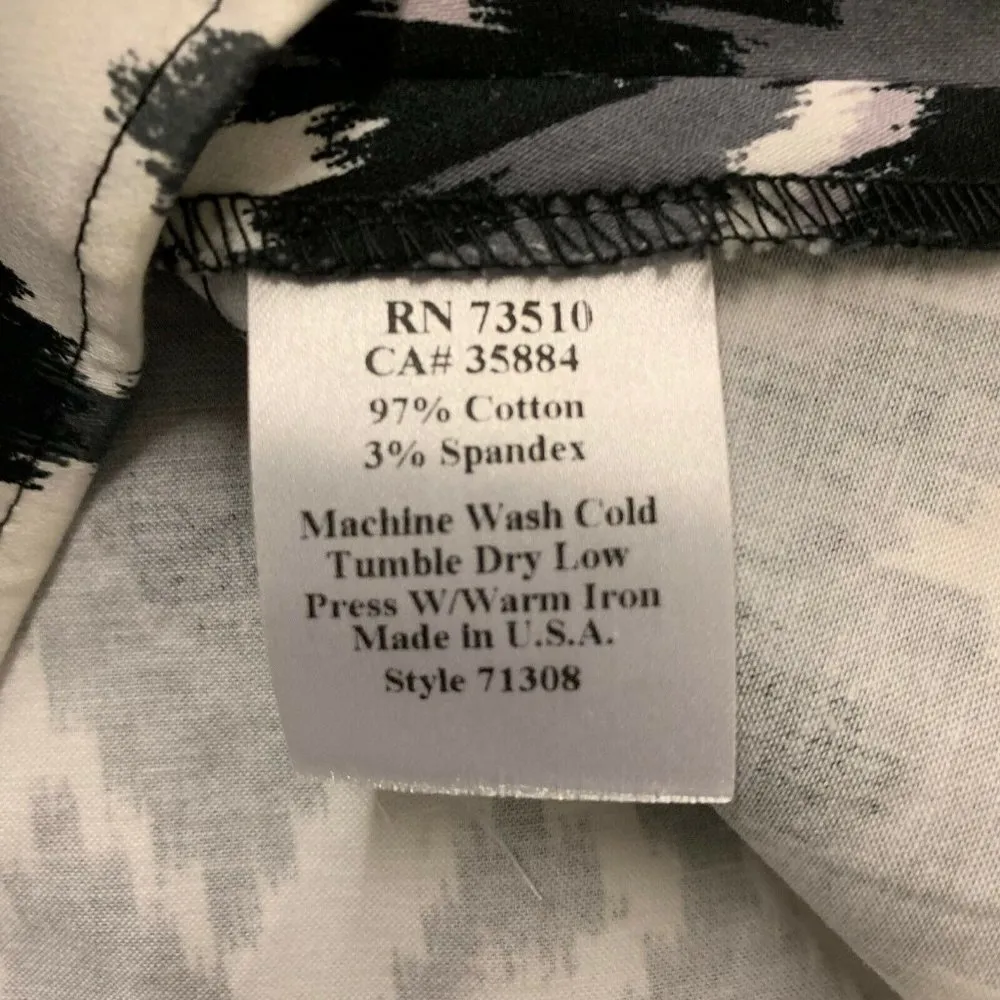 RN 73510
CA# 35884
97% Cotton
3% Spandex
Machine Wash Cold
Tumble Dry Low
Press W/Warm Iron
Made in U.S.A.
Style 71308